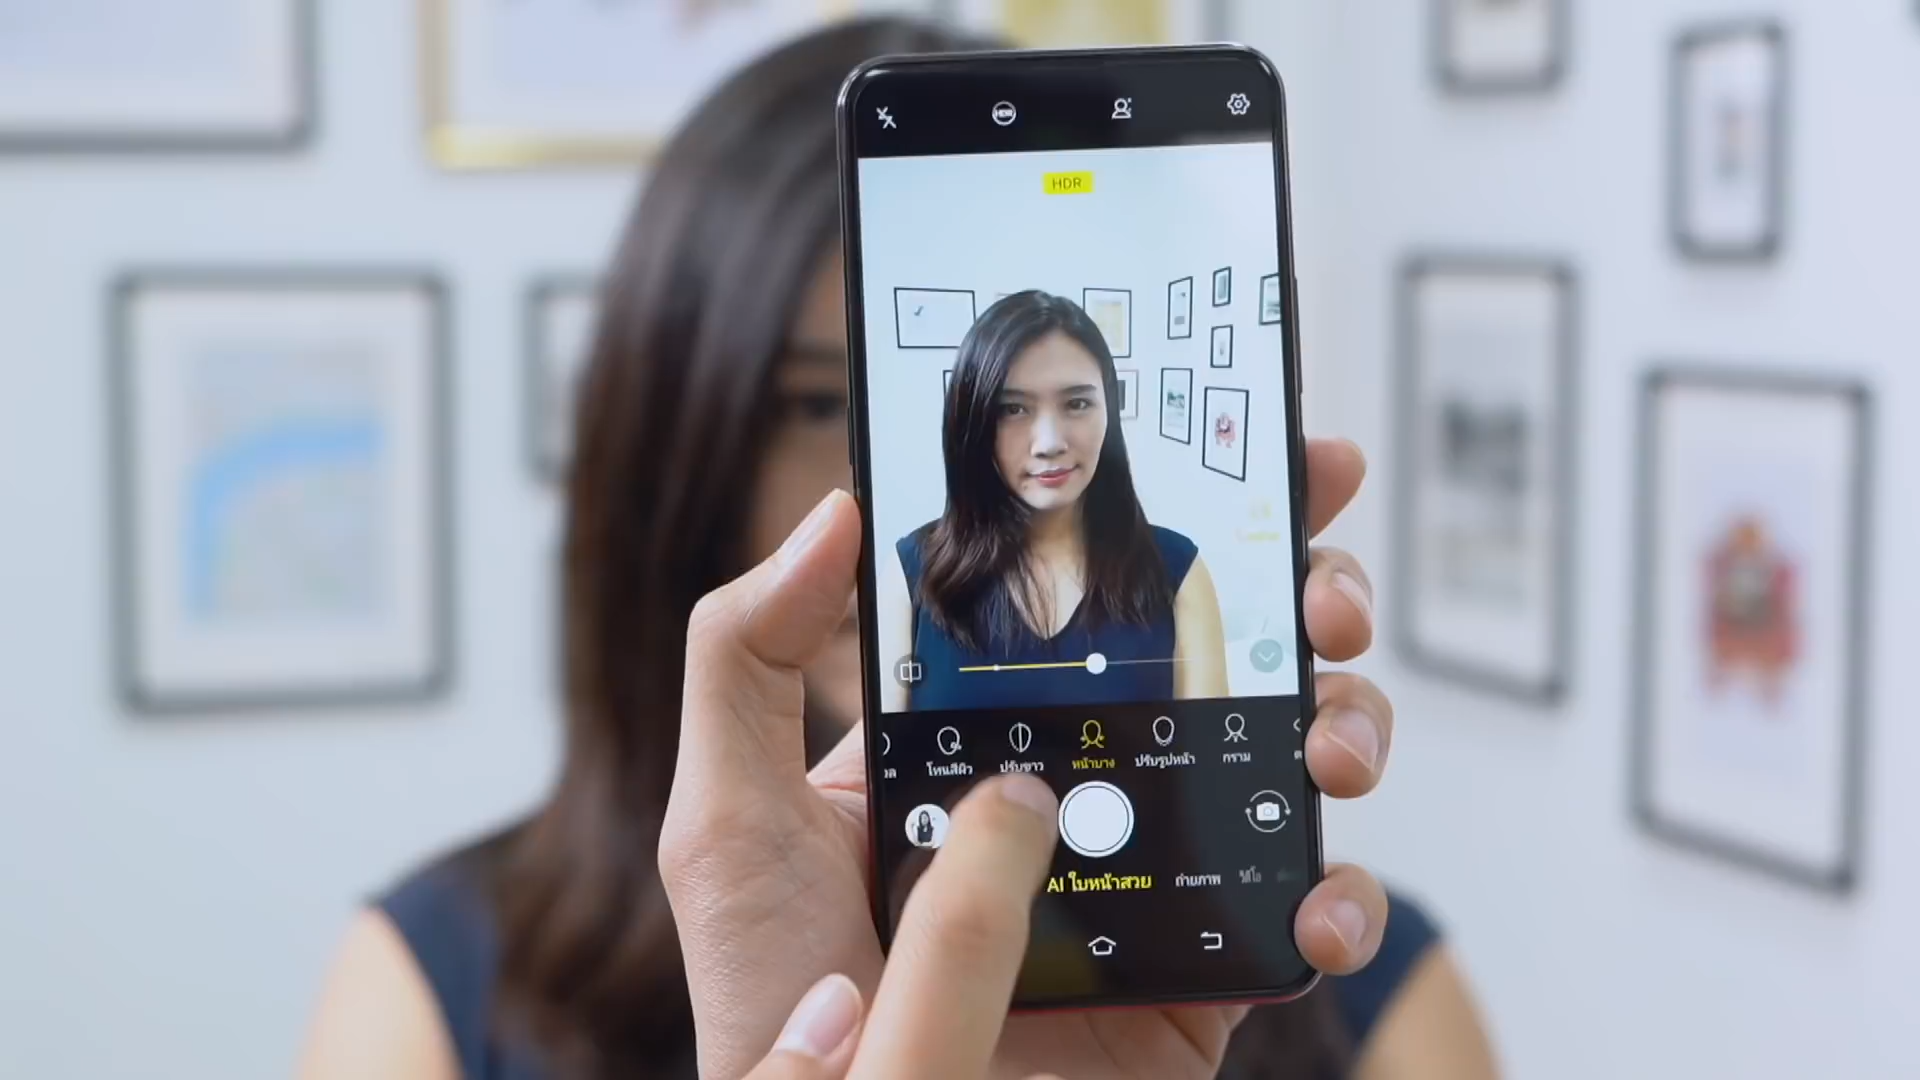 HDR
HDR
โทนสีผิว ปรับขาว หน้าบาง ปรับรูปหน้า กราม
AI ใบหน้าสวย ถ่ายภาพ วิดีโอ